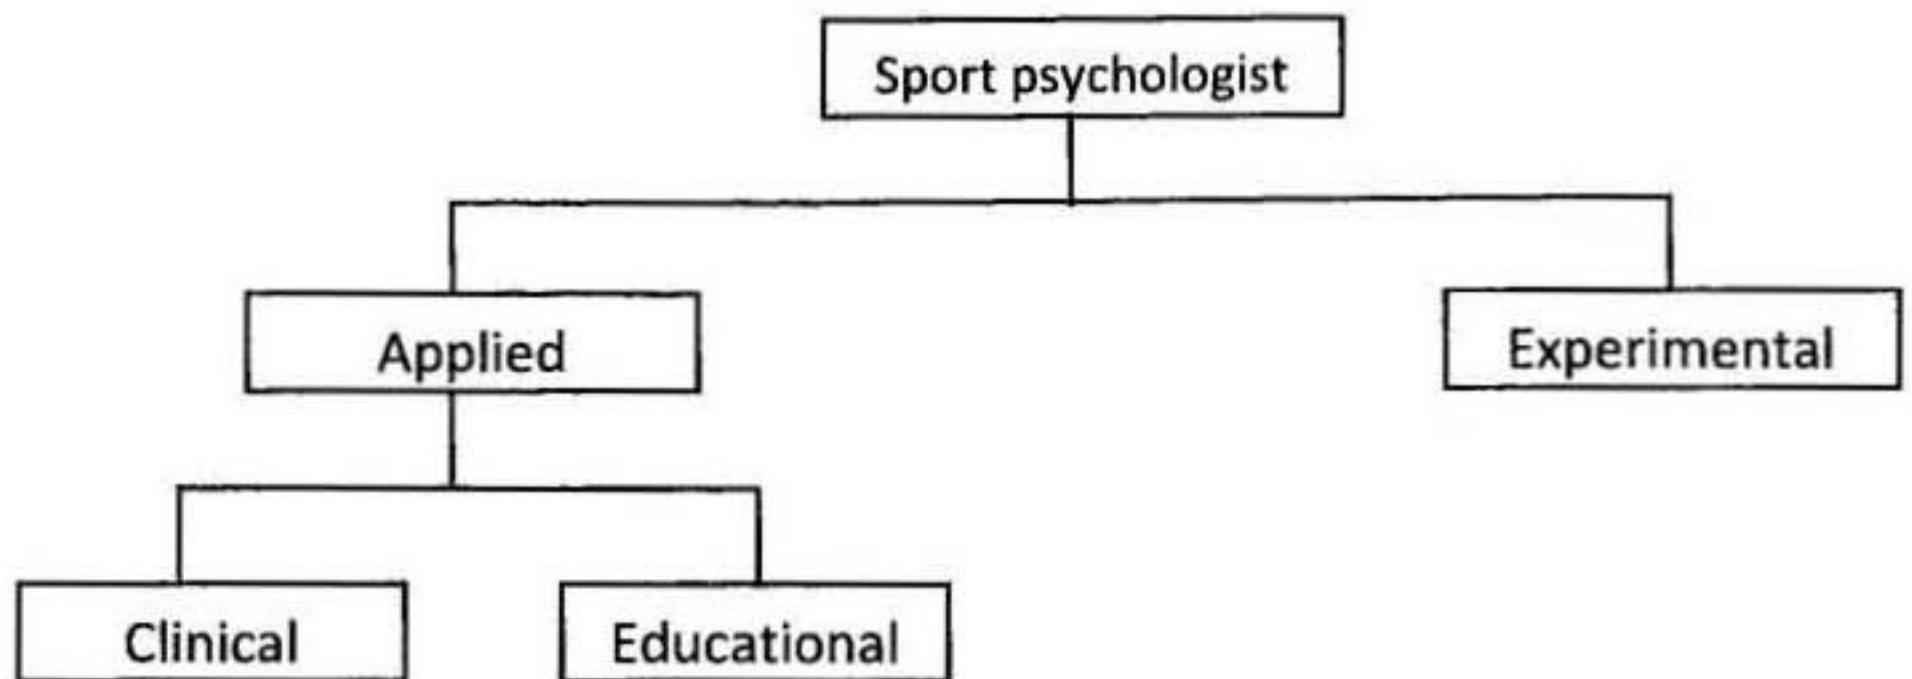 Sport psychologist
Applied
Experimental
Clinical
Educational